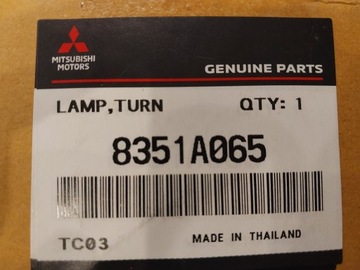 MITSUBISHI
MOTORS
GENUINE PARTS
LAMP,TURN QTY: 1
8351A065
TC03 MADE IN THAILAND